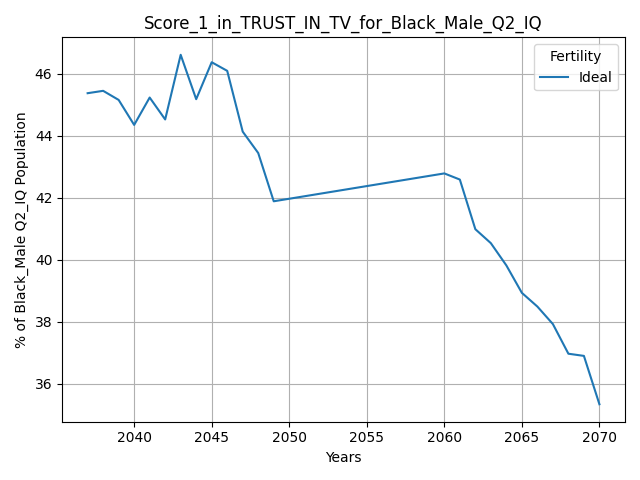 Score_1_in_TRUST_IN_TV_for_Black_Male_Q2_IQ
Fertility
Ideal
% of Black_Male Q2_IQ Population
46
44
42
40
38
36
2040
2045
2050
2055
2060
2065
2070
Years